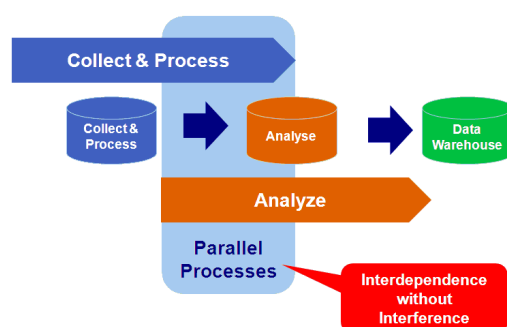 Collect & Process
Collect &
Process
Analyse
Data
Warehouse
Analyze
Parallel
Processes
Interdependence
without
Interference